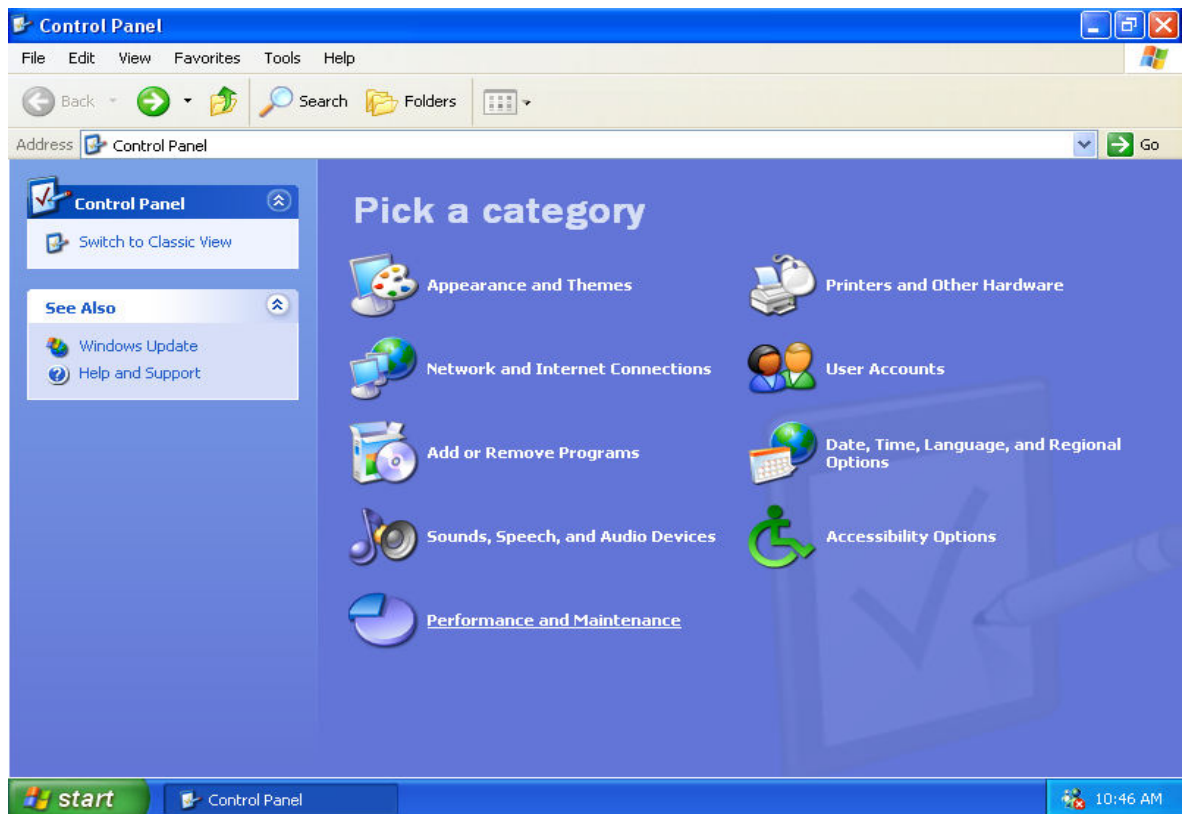 Control Panel
File Edit View Favorites Tools Help
Back Search Folders
Address Control Panel Go
Control Panel
Switch to Classic View
See Also
Windows Update
Help and Support
Pick a category
Appearance and Themes
Printers and Other Hardware
Network and Internet Connections
User Accounts
Add or Remove Programs
Date, Time, Language, and Regional
Options
Sounds, Speech, and Audio Devices
Accessibility Options
Performance and Maintenance
start Control Panel 10:46 AM